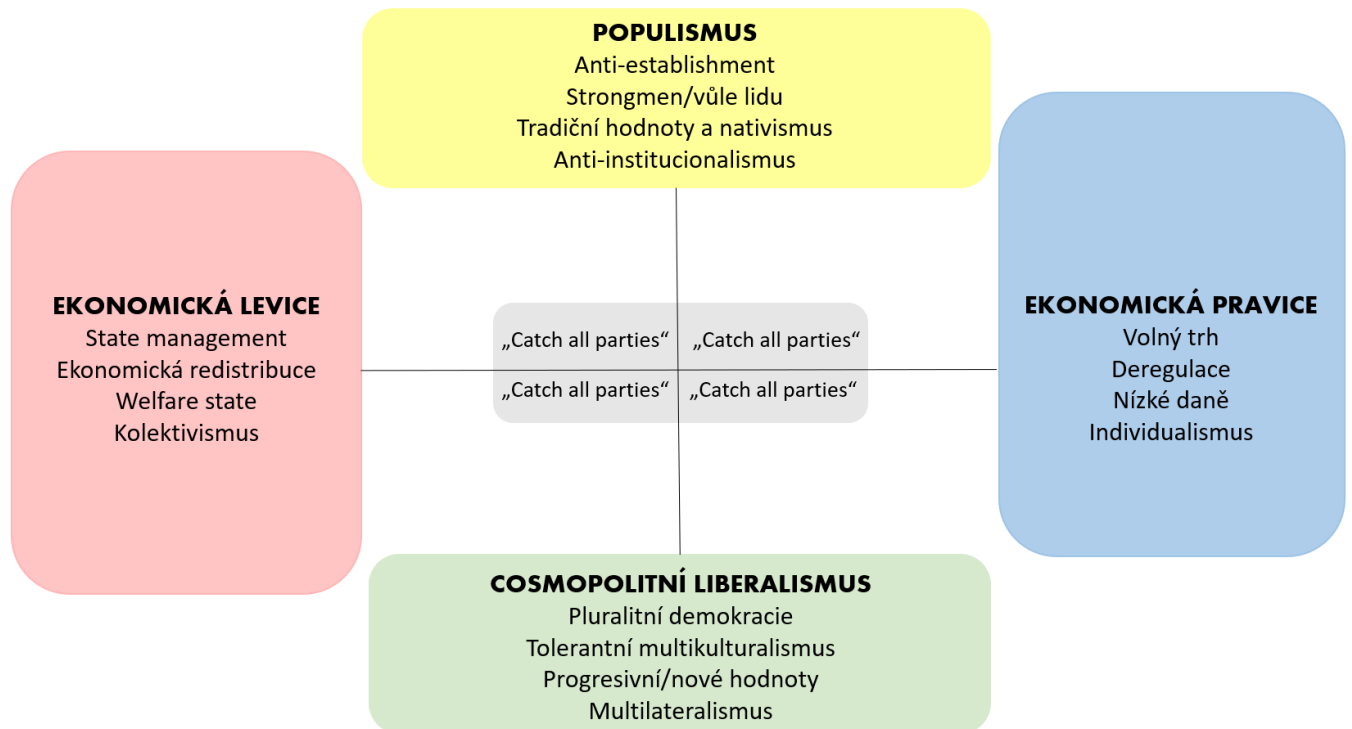 POPULISMUS
Anti-establishment
Strongmen/vůle lidu
Tradiční hodnoty a nativismus
Anti-institucionalismus
EKONOMICKÁ LEVICE
State management
Ekonomická redistribuce
Welfare state
Kolektivismus
„Catch all parties“
„Catch all parties“
„Catch all parties“
„Catch all parties“
EKONOMICKÁ PRAVICE
Volný trh
Deregulace
Nízké daně
Individualismus
COSMOPOLITNÍ LIBERALISMUS
Pluralitní demokracie
Tolerantní multikulturalismus
Progresivní/nové hodnoty
Multilateralismus